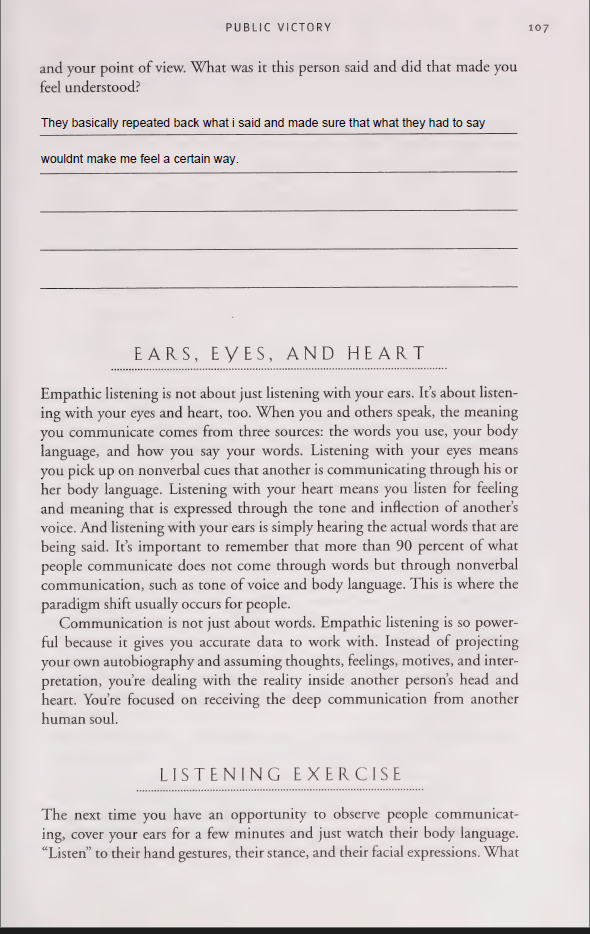 PUBLIC VICTORY 107
and your point of view. What was it this person said and did that made you
feel understood?
They basically repeated back what i said and made sure that what they had to say
wouldnt make me feel a certain way.
EARS, EYES, AND HEART
Empathic listening is not about just listening with your ears. It's about listen-
ing with your eyes and heart, too. When you and others speak, the meaning
you communicate comes from three sources: the words you use, your body
language, and how you say your words. Listening with your eyes means
you pick up on nonverbal cues that another is communicating through his or
her body language. Listening with your heart means you listen for feeling
and meaning that is expressed through the tone and inflection of another's
voice. And listening with your ears is simply hearing the actual words that are
being said. It's important to remember that more than 90 percent of what
people communicate does not come through words but through nonverbal
communication, such as tone of voice and body language. This is where the
paradigm shift usually occurs for people.
Communication is not just about words. Empathic listening is so power-
ful because it gives you accurate data to work with. Instead of projecting
your own autobiography and assuming thoughts, feelings, motives, and inter-
pretation, you're dealing with the reality inside another person's head and
heart. You're focused on receiving the deep communication from another
human soul.
LISTENING EXERCISE
The next time you have an opportunity to observe people communicat-
ing, cover your ears for a few minutes and just watch their body language.
"Listen" to their hand gestures, their stance, and their facial expressions. What